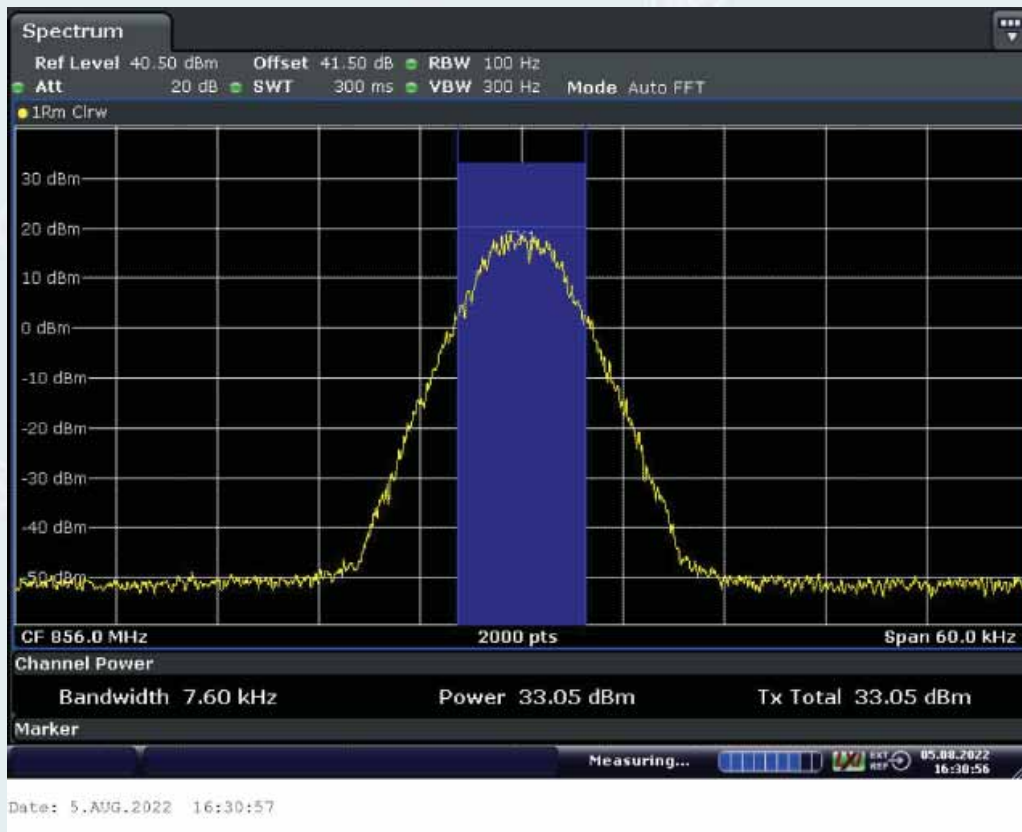 Spectrum
Ref Level 40.50 dBm Offset 41.50 dB RBW 100 Hz
Att 20 dB SWT 300 ms VBW 300 Hz Mode Auto FFT
1Rm Clrw
30 dBm
20 dBm
10 dBm
0 dBm
-10 dBm
-20 dBm
-30 dBm
-40 dBm
-50 dBm
CF 856.0 MHz 2000 pts Span 60.0 kHz
Channel Power
Bandwidth 7.60 kHz Power 33.05 dBm Tx Total 33.05 dBm
Marker
Measuring... LXI EXT REF 05.08.2022
16:30:56
Date: 5.AUG.2022 16:30:57